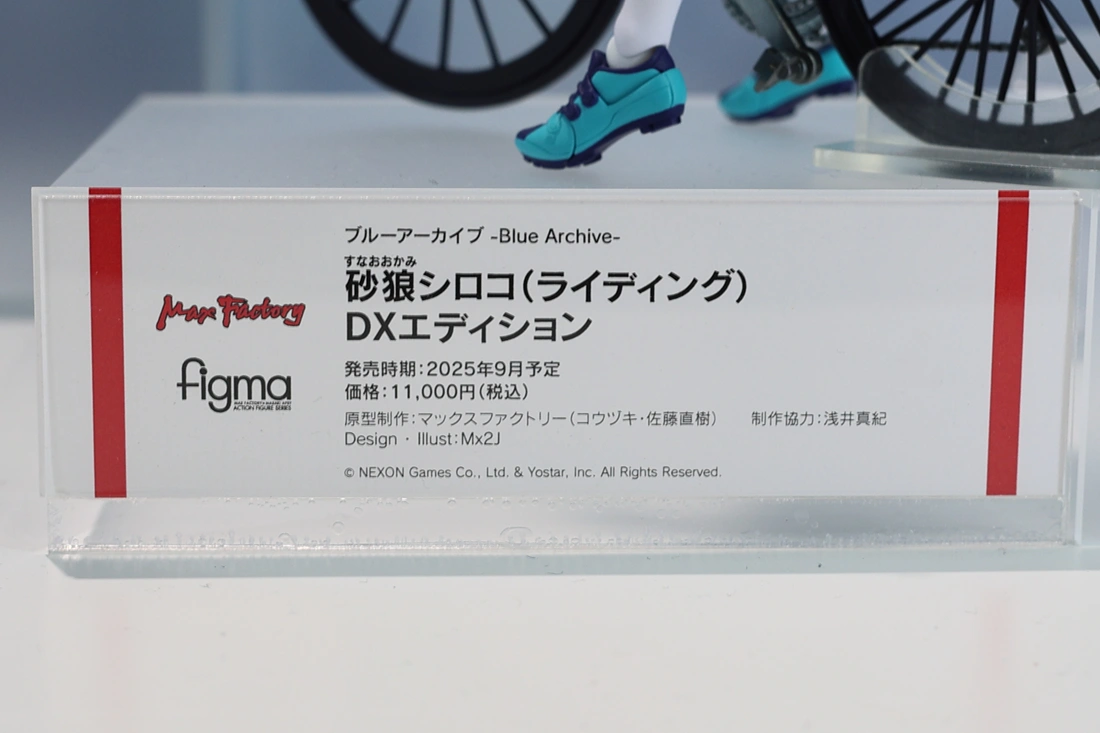 ブルーアーカイブ -Blue Archive-
すなおおかみ
砂狼シロコ(ライディング)
DXエディション
Max Factory
figma
ACTION FIGURE SERIES
発売時期:2025年9月予定
価格:11,000円(税込)
原型制作:マックスファクトリー(コウヅキ・佐藤直樹) 制作協力:浅井真紀
Design・Illust:Mx2J
© NEXON Games Co., Ltd. & Yostar, Inc. All Rights Reserved.